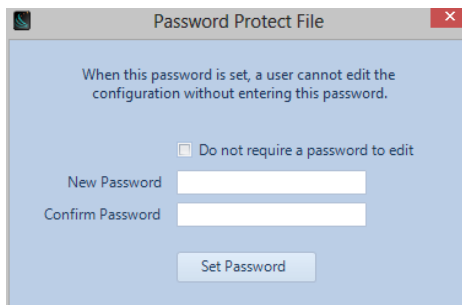 Password Protect File
When this password is set, a user cannot edit the
configuration without entering this password.
Do not require a password to edit
New Password
Confirm Password
Set Password